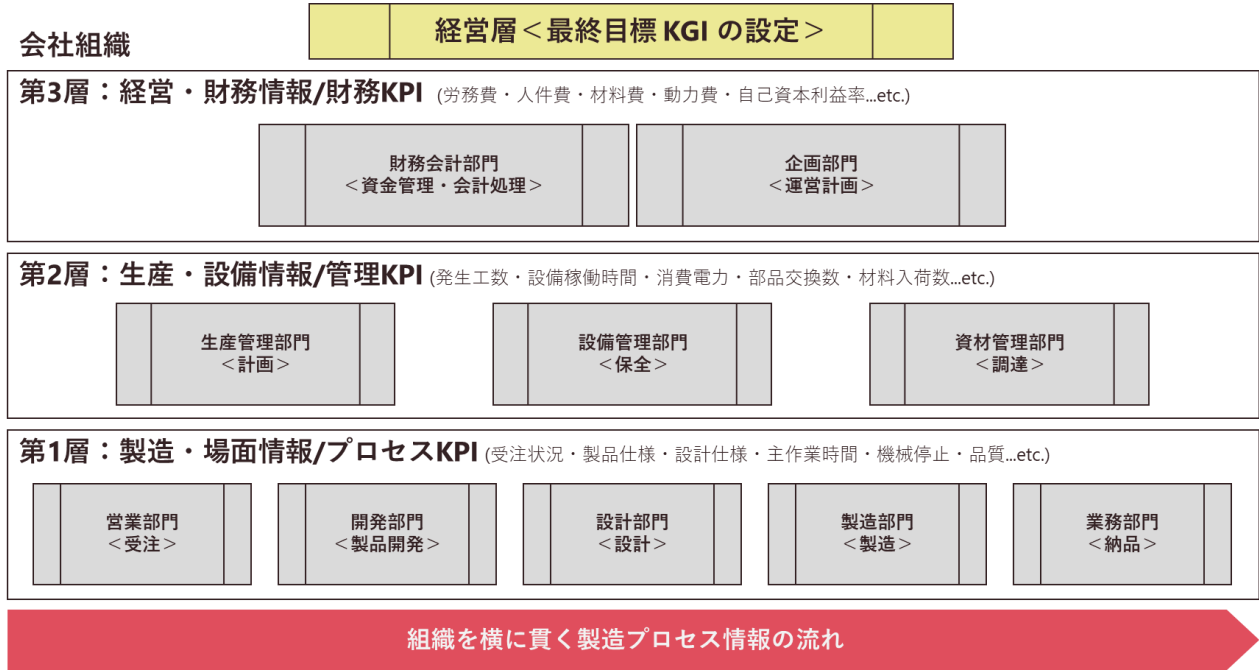 経営層＜最終目標 KGI の設定＞
会社組織
第3層：経営・財務情報/財務KPI (労務費・人件費・材料費・動力費・自己資本利益率...etc.)
財務会計部門
＜資金管理・会計処理＞
企画部門
＜運営計画＞
第2層：生産・設備情報/管理KPI (発生工数・設備稼働時間・消費電力・部品交換数・材料入荷数...etc.)
生産管理部門
＜計画＞
設備管理部門
＜保全＞
資材管理部門
＜調達＞
第1層：製造・場面情報/プロセスKPI (受注状況・製品仕様・設計仕様・主作業時間・機械停止・品質...etc.)
営業部門
＜受注＞
開発部門
＜製品開発＞
設計部門
＜設計＞
製造部門
＜製造＞
業務部門
＜納品＞
組織を横に貫く製造プロセス情報の流れ